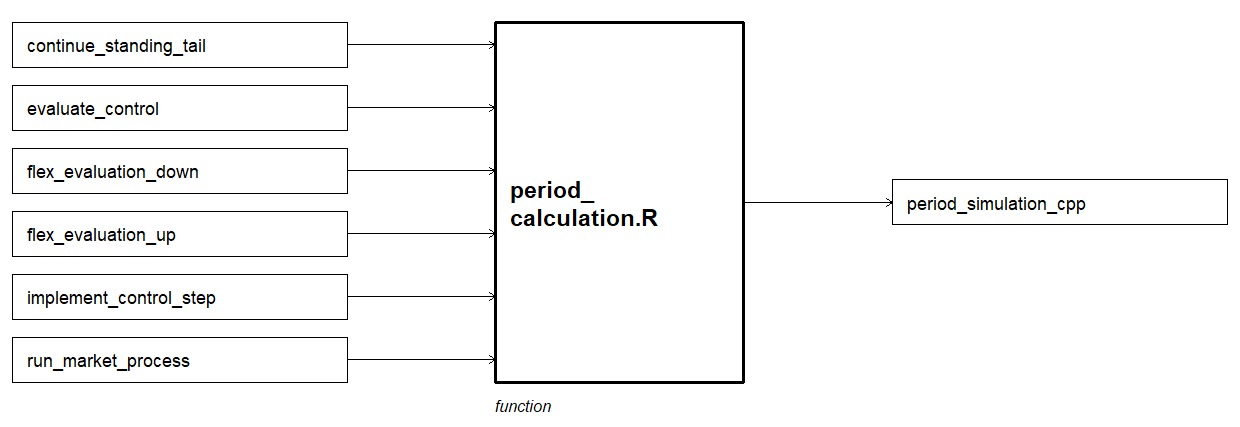 continue_standing_tail
evaluate_control
flex_evaluation_down
flex_evaluation_up
implement_control_step
run_market_process
period_
calculation.R
function
period_simulation_cpp